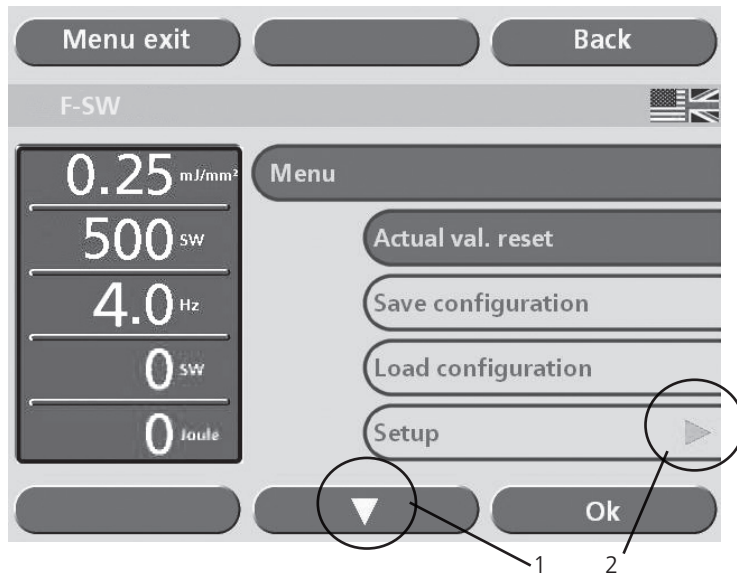 Menu exit
Back
F-SW
0.25 mJ/mm²
500 SW
4.0 Hz
0 SW
0 Joule
Menu
Actual val. reset
Save configuration
Load configuration
Setup
Ok
1
2